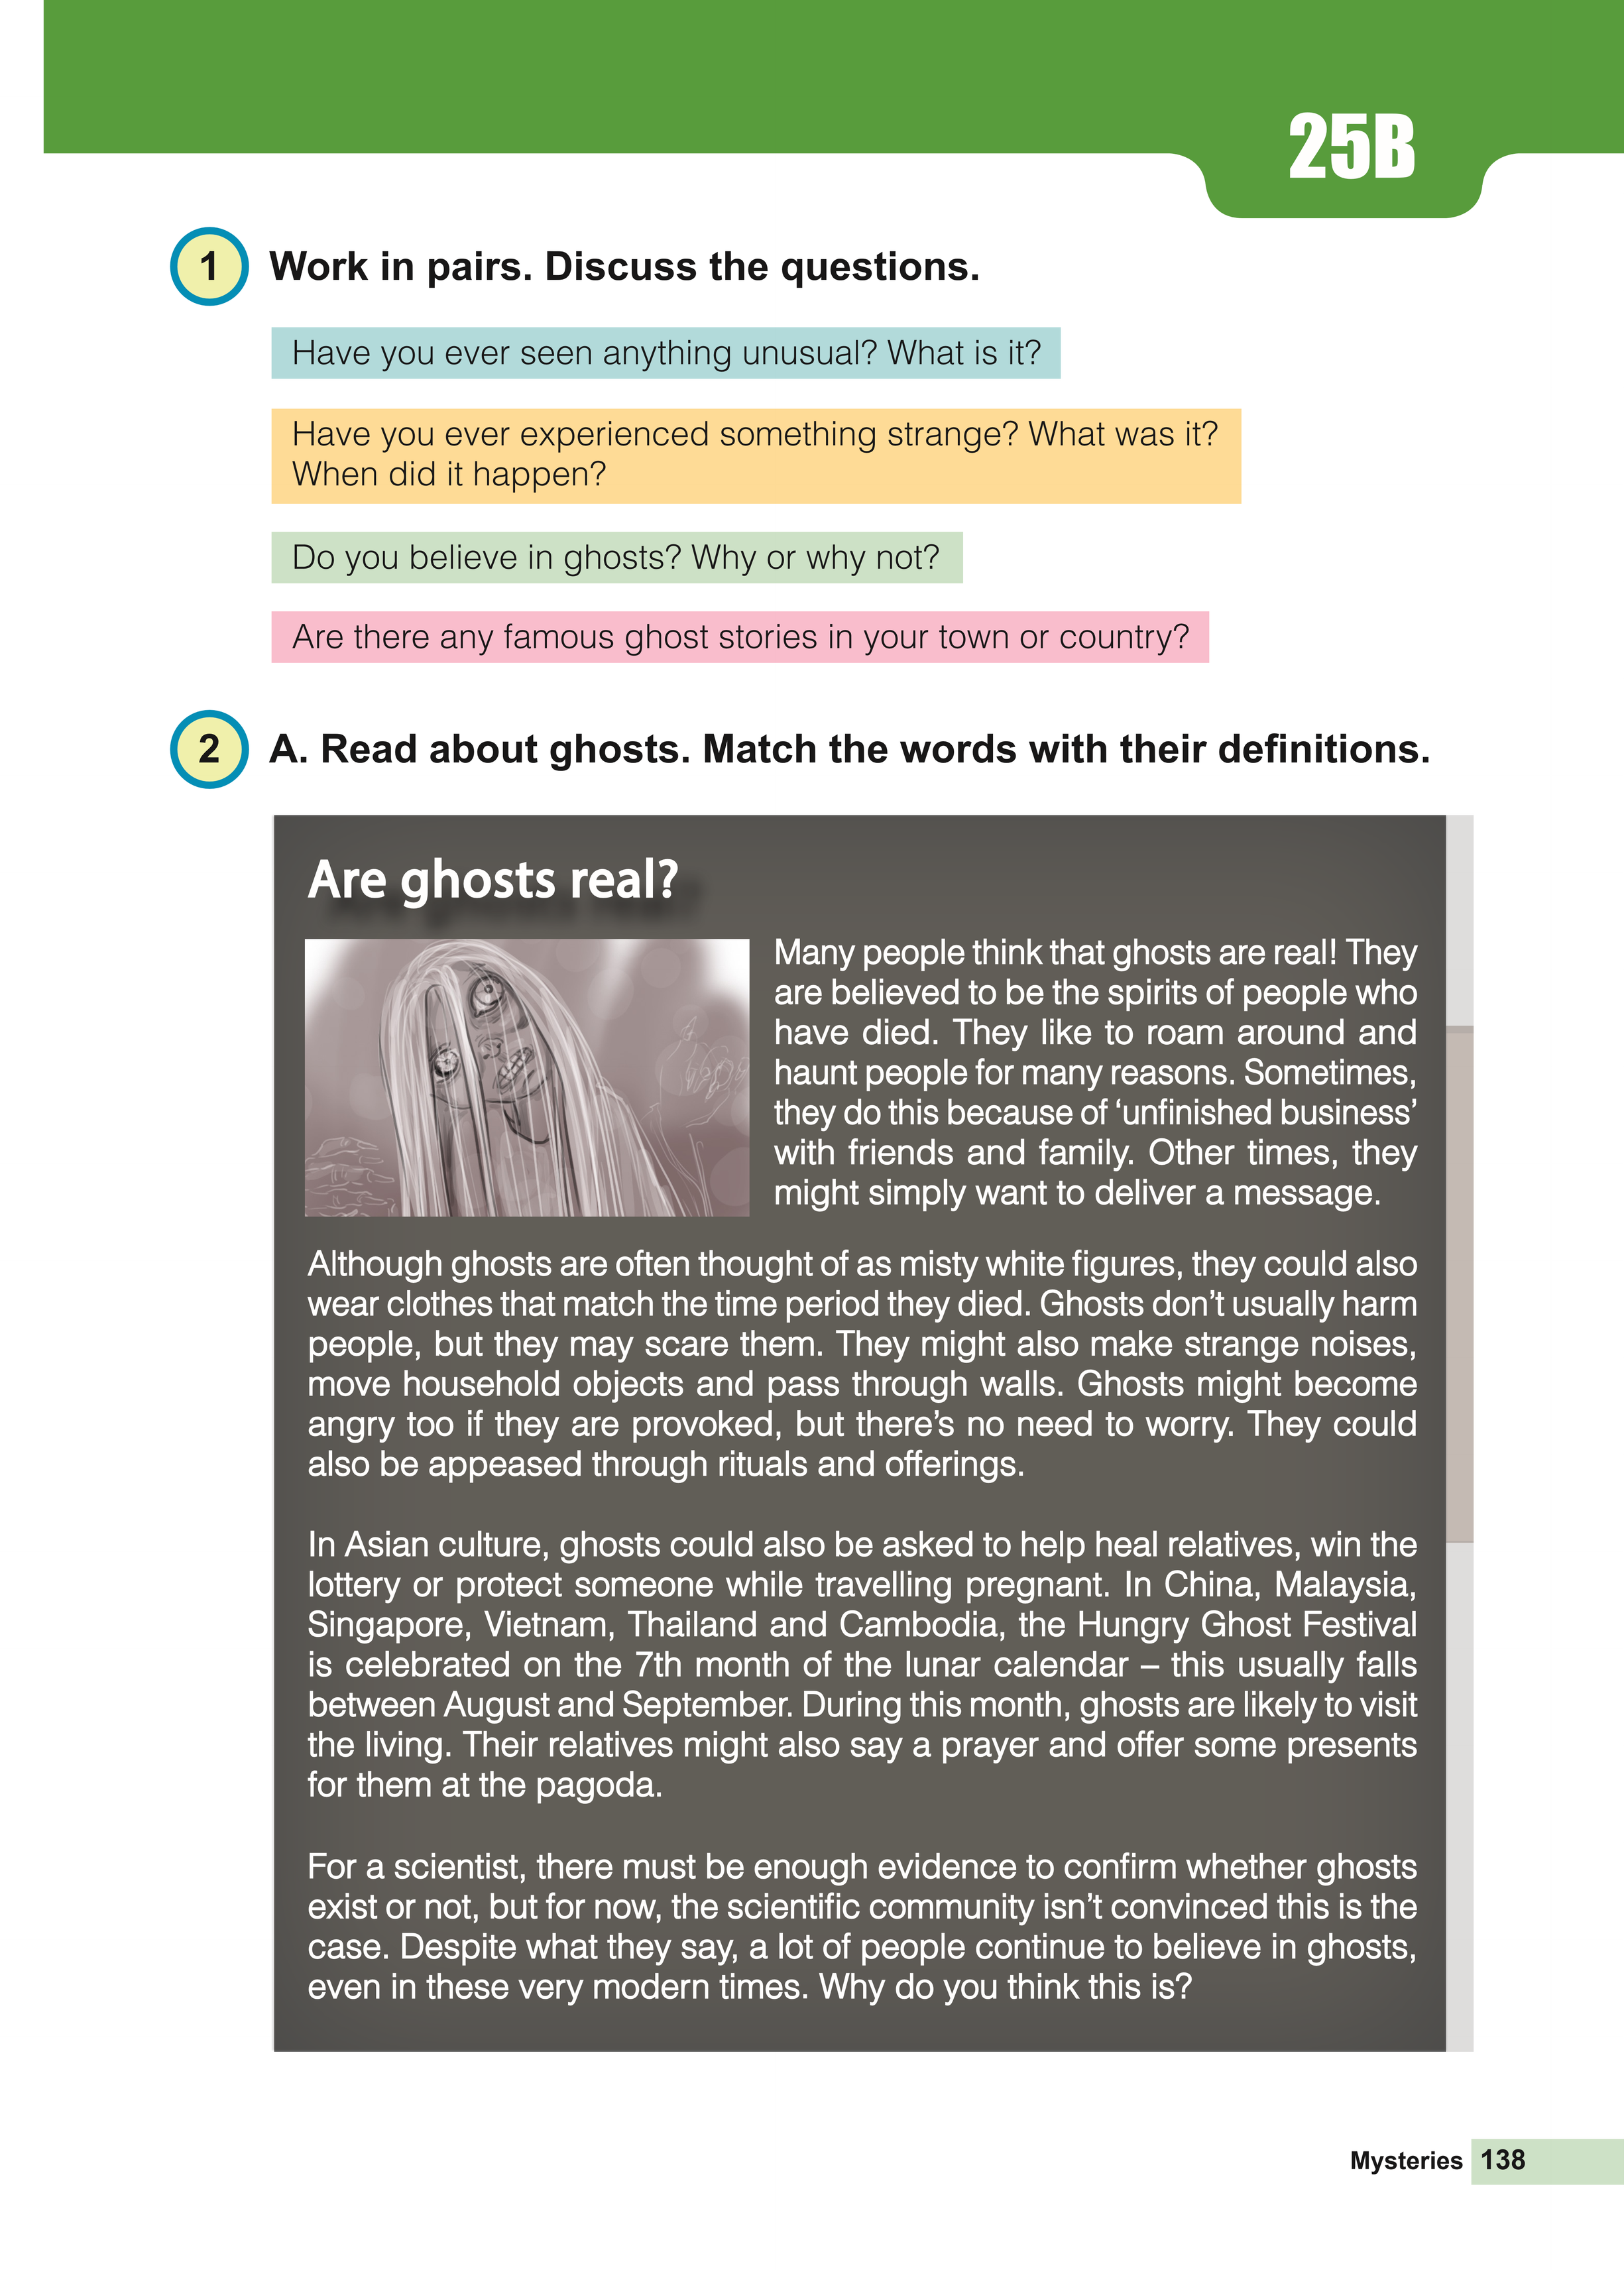 25B
1 Work in pairs. Discuss the questions.
Have you ever seen anything unusual? What is it?
Have you ever experienced something strange? What was it?
When did it happen?
Do you believe in ghosts? Why or why not?
Are there any famous ghost stories in your town or country?
2 A. Read about ghosts. Match the words with their definitions.
Are ghosts real?
Many people think that ghosts are real! They
are believed to be the spirits of people who
have died. They like to roam around and
haunt people for many reasons. Sometimes,
they do this because of ‘unfinished business’
with friends and family. Other times, they
might simply want to deliver a message.
Although ghosts are often thought of as misty white figures, they could also
wear clothes that match the time period they died. Ghosts don’t usually harm
people, but they may scare them. They might also make strange noises,
move household objects and pass through walls. Ghosts might become
angry too if they are provoked, but there’s no need to worry. They could
also be appeased through rituals and offerings.
In Asian culture, ghosts could also be asked to help heal relatives, win the
lottery or protect someone while travelling pregnant. In China, Malaysia,
Singapore, Vietnam, Thailand and Cambodia, the Hungry Ghost Festival
is celebrated on the 7th month of the lunar calendar – this usually falls
between August and September. During this month, ghosts are likely to visit
the living. Their relatives might also say a prayer and offer some presents
for them at the pagoda.
For a scientist, there must be enough evidence to confirm whether ghosts
exist or not, but for now, the scientific community isn’t convinced this is the
case. Despite what they say, a lot of people continue to believe in ghosts,
even in these very modern times. Why do you think this is?
Mysteries 138